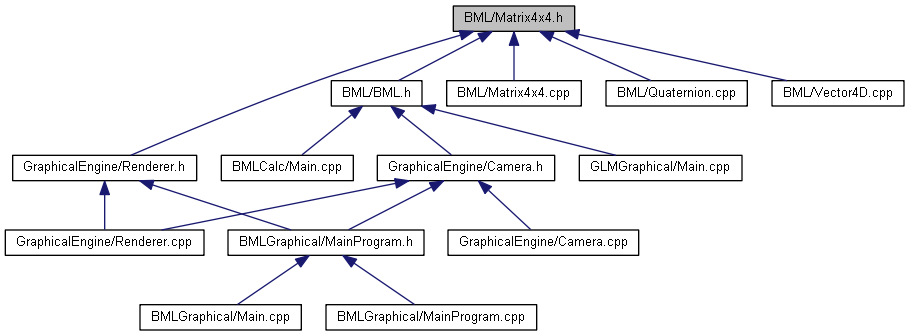 BML/Matrix4x4.h
BML/BML.h
BML/Matrix4x4.cpp
BML/Quaternion.cpp
BML/Vector4D.cpp
GraphicalEngine/Renderer.h
BMLCalc/Main.cpp
GraphicalEngine/Camera.h
GLMGraphical/Main.cpp
GraphicalEngine/Renderer.cpp
BMLGraphical/MainProgram.h
GraphicalEngine/Camera.cpp
BMLGraphical/Main.cpp
BMLGraphical/MainProgram.cpp